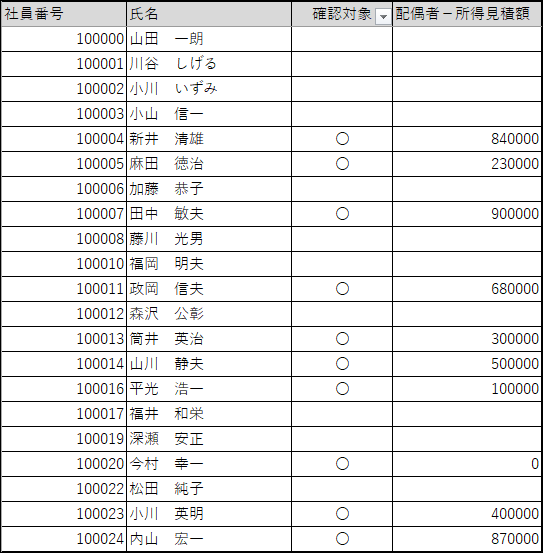 社員番号 氏名 確認対象 配偶者－所得見積額
100000 山田　一朗
100001 川谷　しげる
100002 小川　いずみ
100003 小山　信一
100004 新井　清雄 〇 840000
100005 麻田　徳治 〇 230000
100006 加藤　恭子
100007 田中　敏夫 〇 900000
100008 藤川　光男
100010 福岡　明夫
100011 政岡　信夫 〇 680000
100012 森沢　公彰
100013 筒井　英治 〇 300000
100014 山川　静夫 〇 500000
100016 平光　浩一 〇 100000
100017 福井　和栄
100019 深瀬　安正
100020 今村　幸一 〇 0
100022 松田　純子
100023 小川　英明 〇 400000
100024 内山　宏一 〇 870000